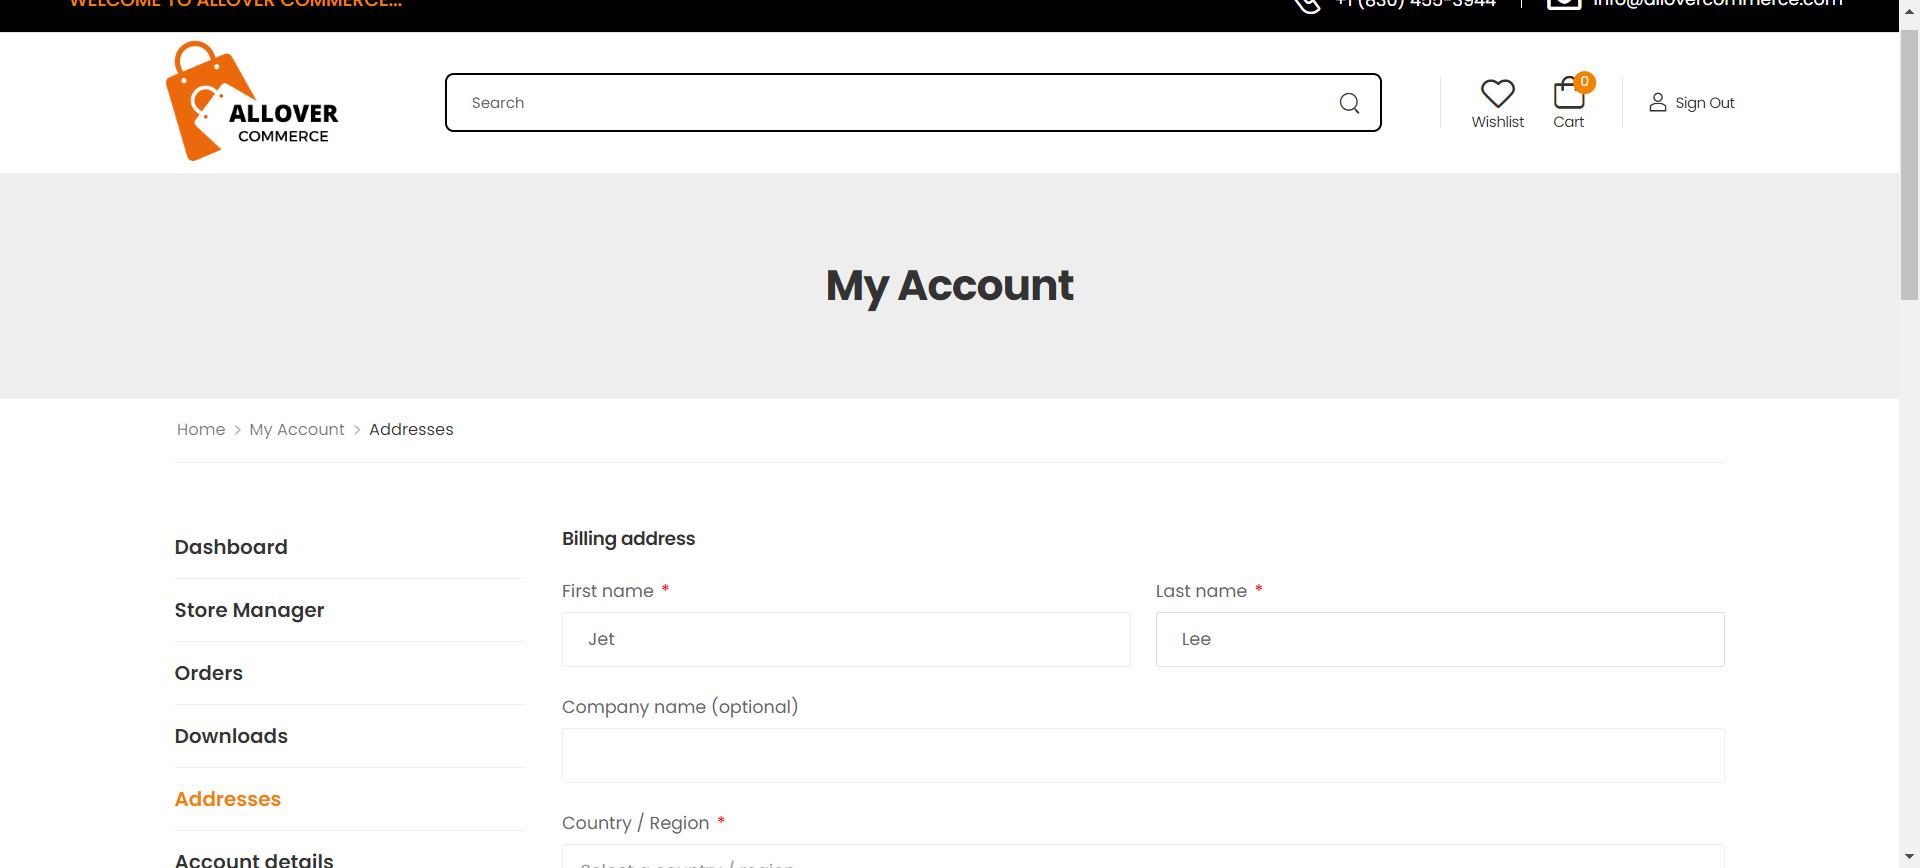 WELCOME TO ALLOVER COMMERCE...
+1 (830) 455-3944
info@allovercommerce.com
ALLOVER
COMMERCE
Search
Wishlist
0
Cart
Sign Out
My Account
Home > My Account > Addresses
Dashboard
Store Manager
Orders
Downloads
Addresses
Account details
Billing address
First name *
Last name *
Jet
Lee
Company name (optional)
Country / Region *
Select a country / region